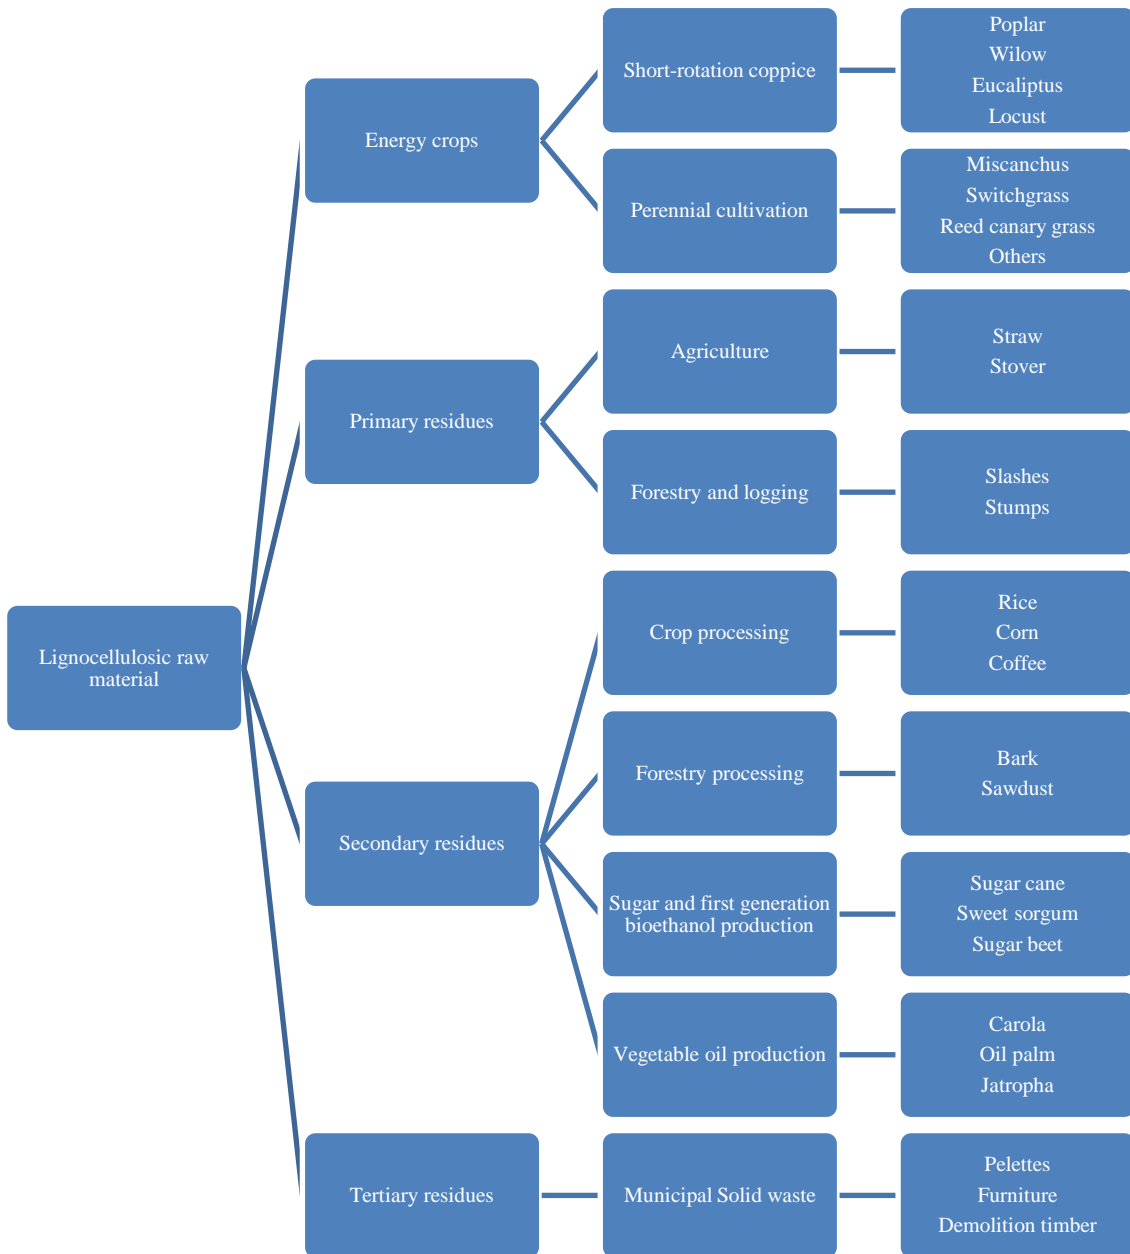 Lignocellulosic raw
material
Energy crops
Short-rotation coppice
Poplar
Wilow
Eucaliptus
Locust
Perennial cultivation
Miscanchus
Switchgrass
Reed canary grass
Others
Primary residues
Agriculture
Straw
Stover
Forestry and logging
Slashes
Stumps
Secondary residues
Crop processing
Rice
Corn
Coffee
Forestry processing
Bark
Sawdust
Sugar and first generation
bioethanol production
Sugar cane
Sweet sorgum
Sugar beet
Vegetable oil production
Carola
Oil palm
Jatropha
Tertiary residues
Municipal Solid waste
Pelettes
Furniture
Demolition timber